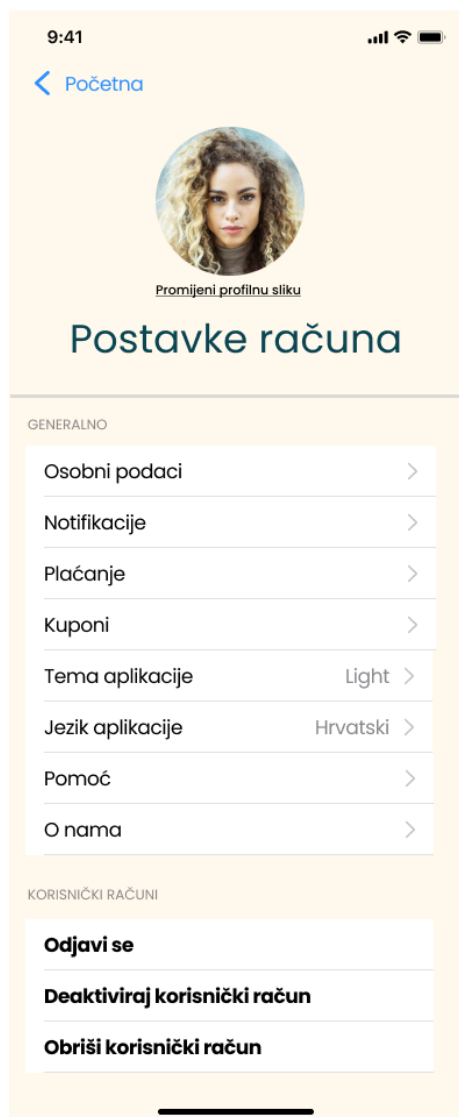 9:41
Početna
Promijeni profilnu sliku
Postavke računa
GENERALNO
Osobni podaci
Notifikacije
Plaćanje
Kuponi
Tema aplikacije Light
Jezik aplikacije Hrvatski
Pomoć
O nama
KORISNIČKI RAČUNI
Odjavi se
Deaktiviraj korisnički račun
Obriši korisnički račun